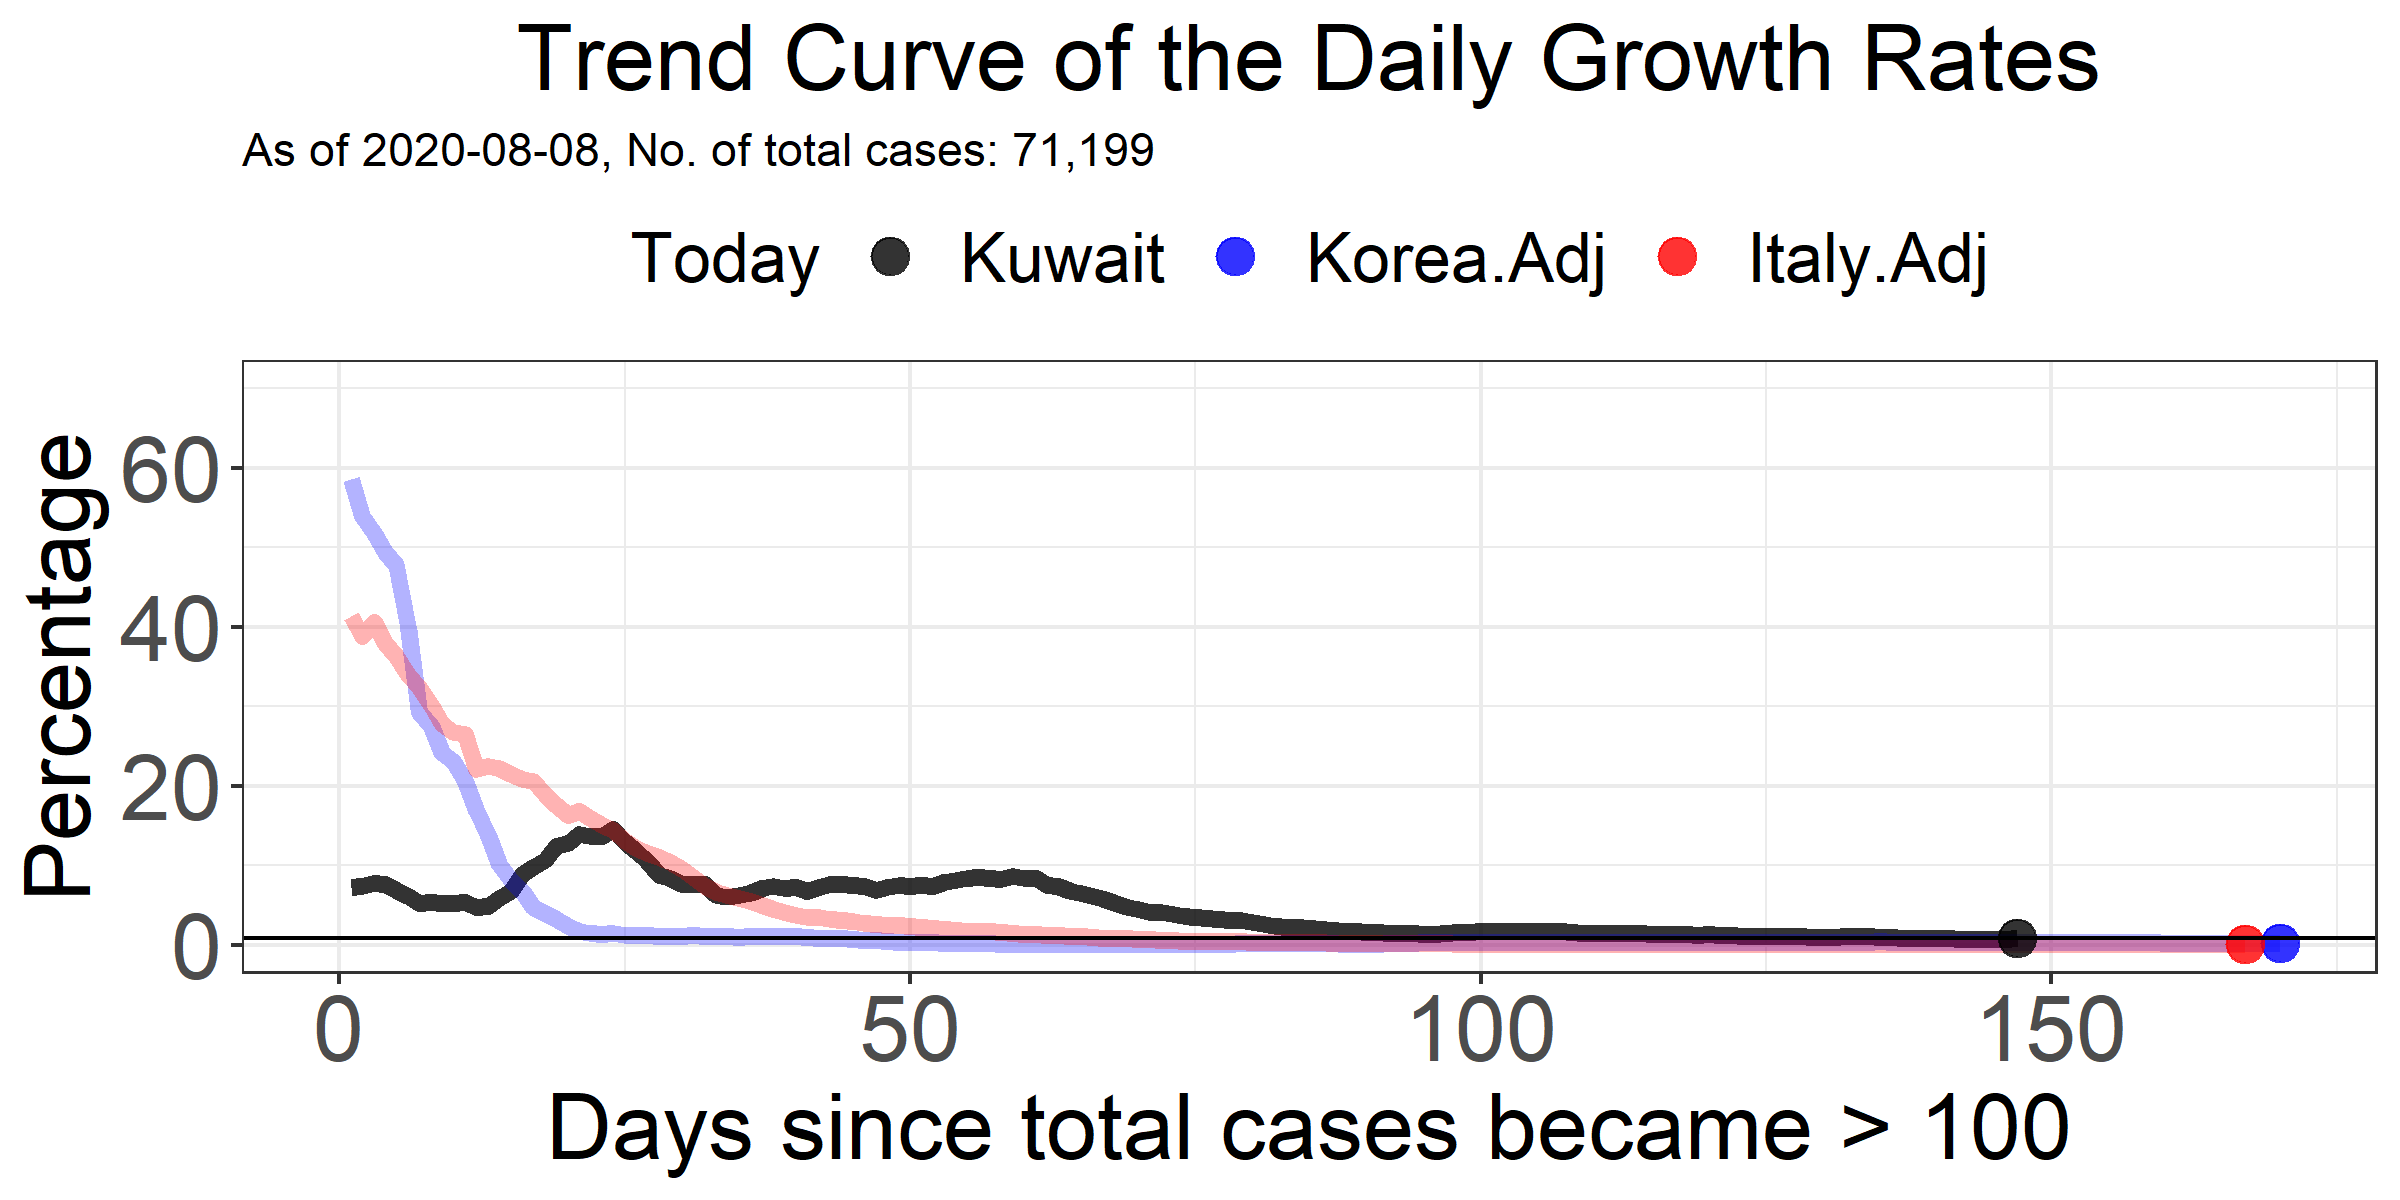 Trend Curve of the Daily Growth Rates
As of 2020-08-08, No. of total cases: 71,199
Today Kuwait Korea.Adj Italy.Adj
Percentage
60
40
20
0
0 50 100 150
Days since total cases became > 100